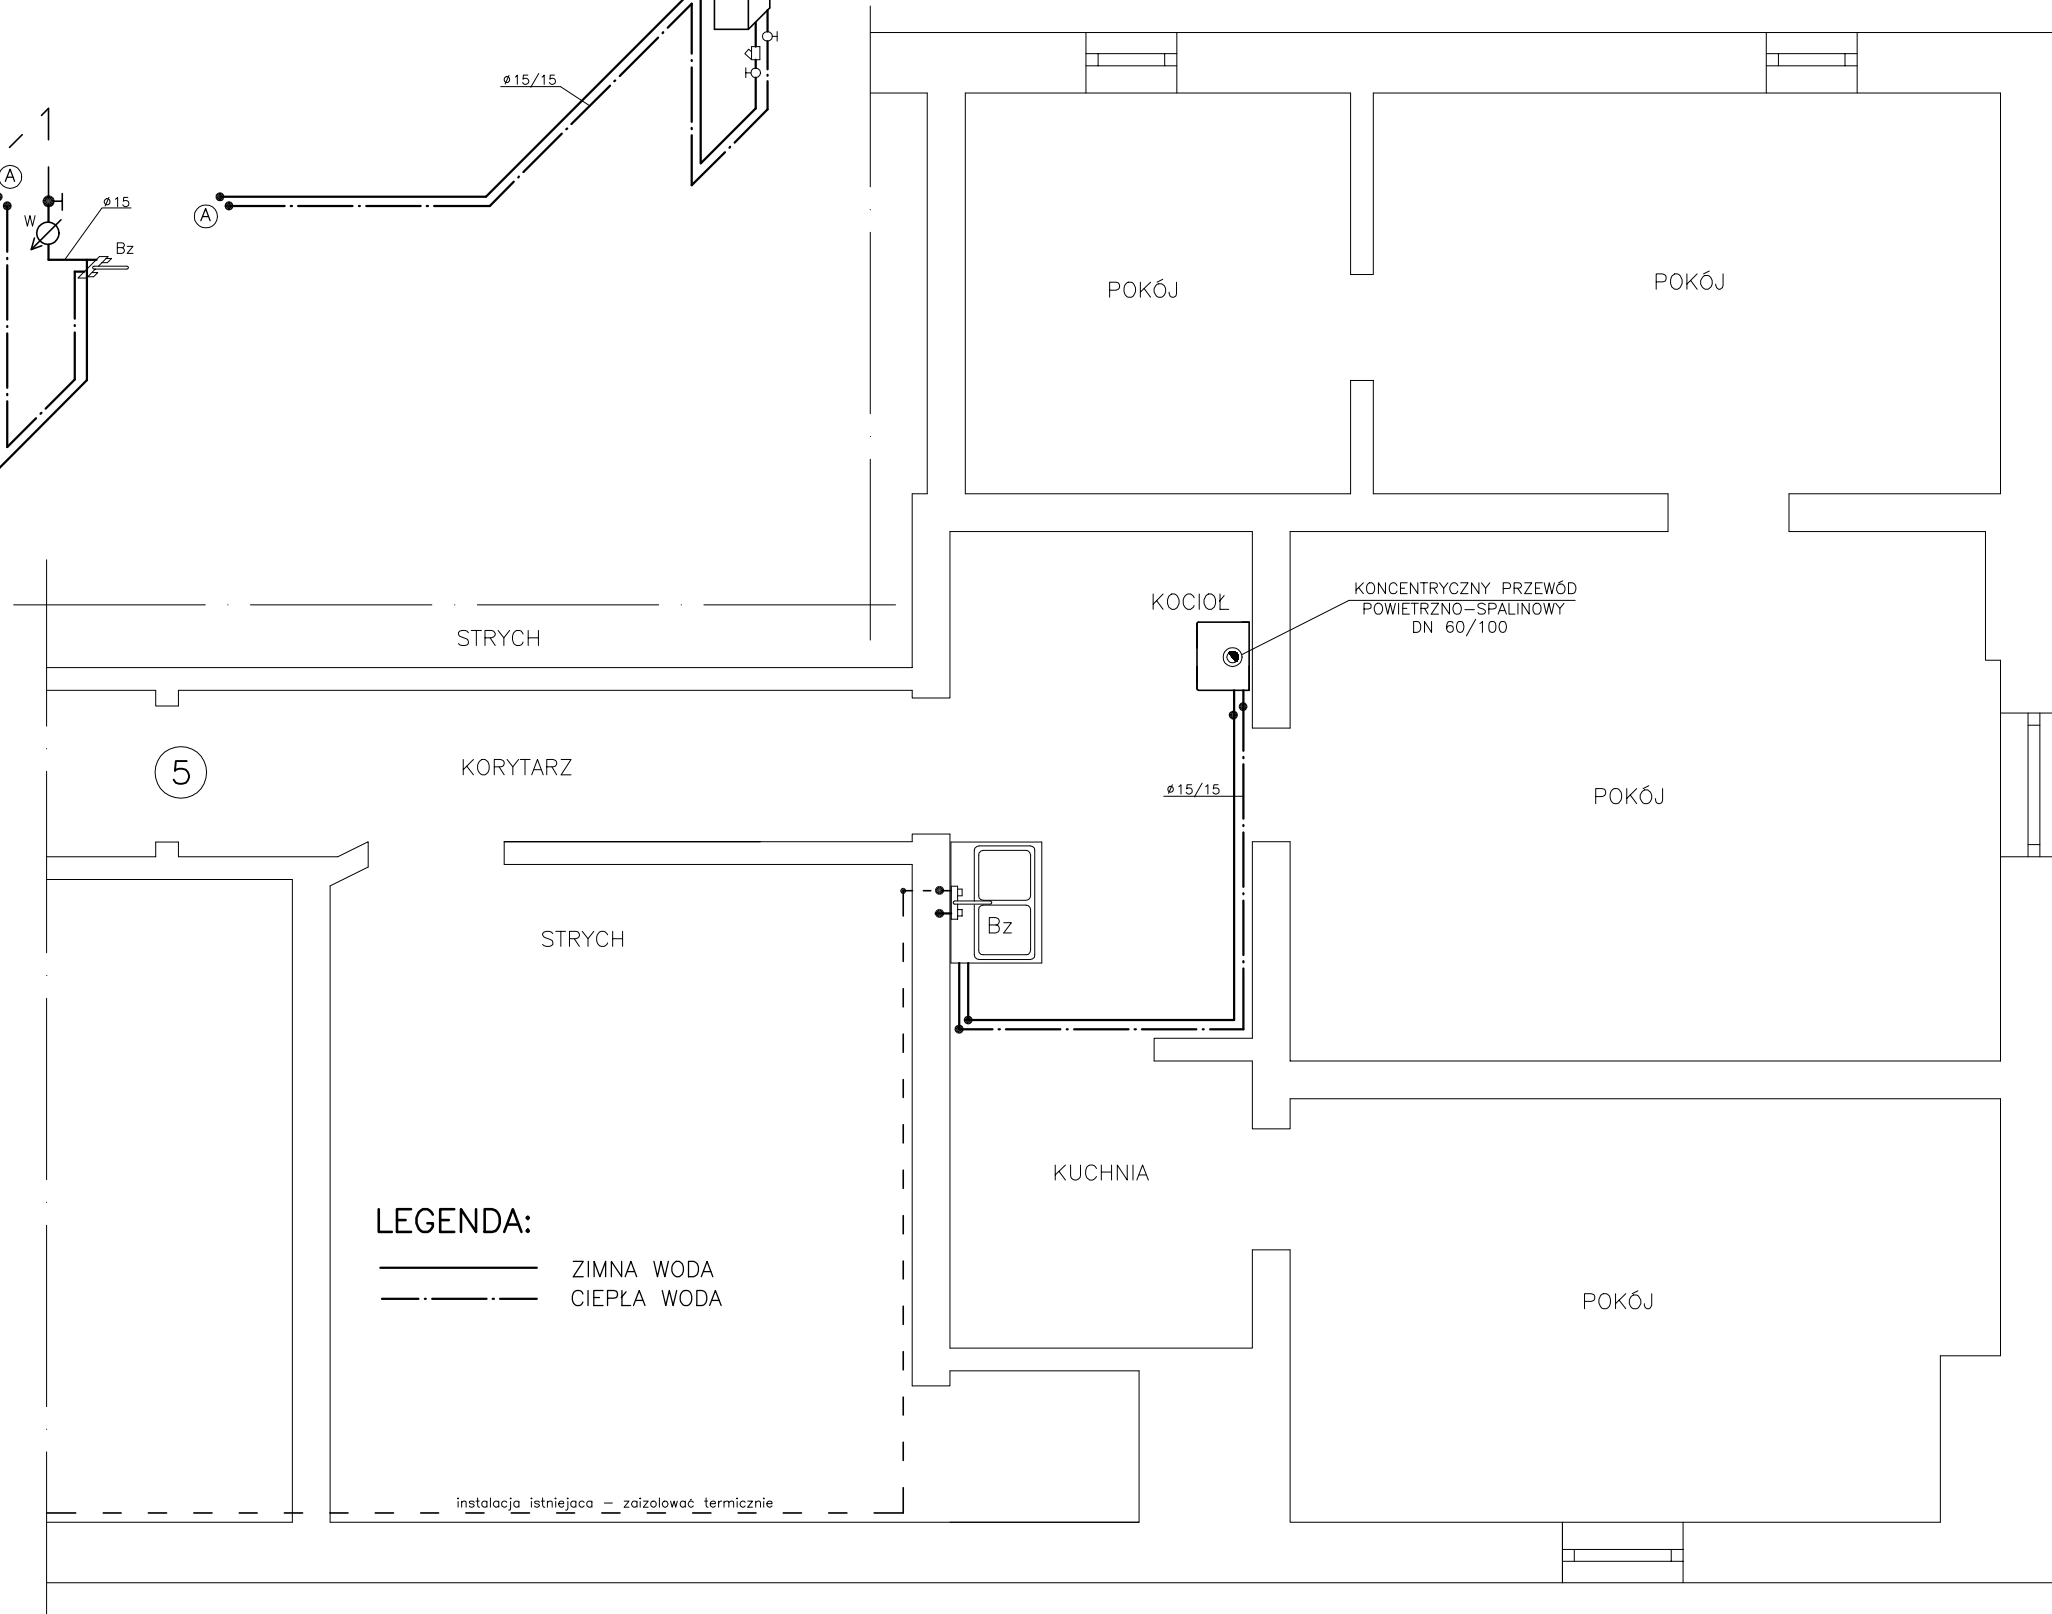 ø15/15
A
ø15
W
A
Bz
POKÓJ
POKÓJ
KONCENTRYCZNY PRZEWÓD
POWIETRZNO-SPALINOWY
DN 60/100
KOCIOŁ
STRYCH
5
KORYTARZ
ø15/15
POKÓJ
Bz
STRYCH
KUCHNIA
LEGENDA:
ZIMNA WODA
CIEPŁA WODA
POKÓJ
instalacja istniejaca – zaizolować termicznie